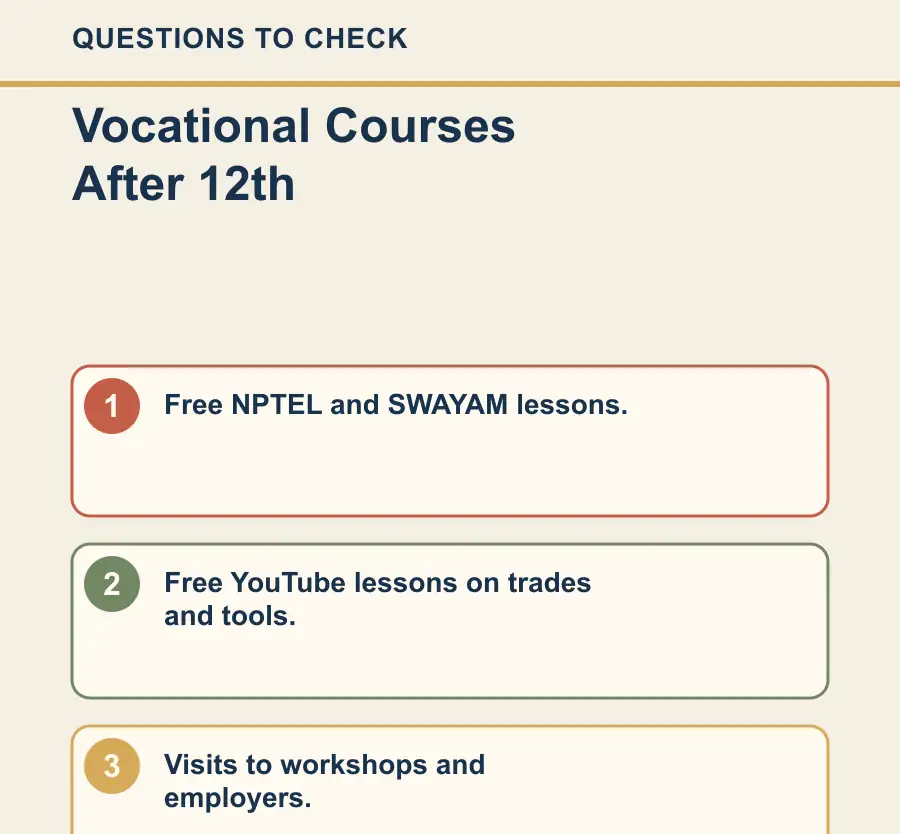 QUESTIONS TO CHECK
Vocational Courses
After 12th
1
Free NPTEL and SWAYAM lessons.
2
Free YouTube lessons on trades
and tools.
3
Visits to workshops and
employers.